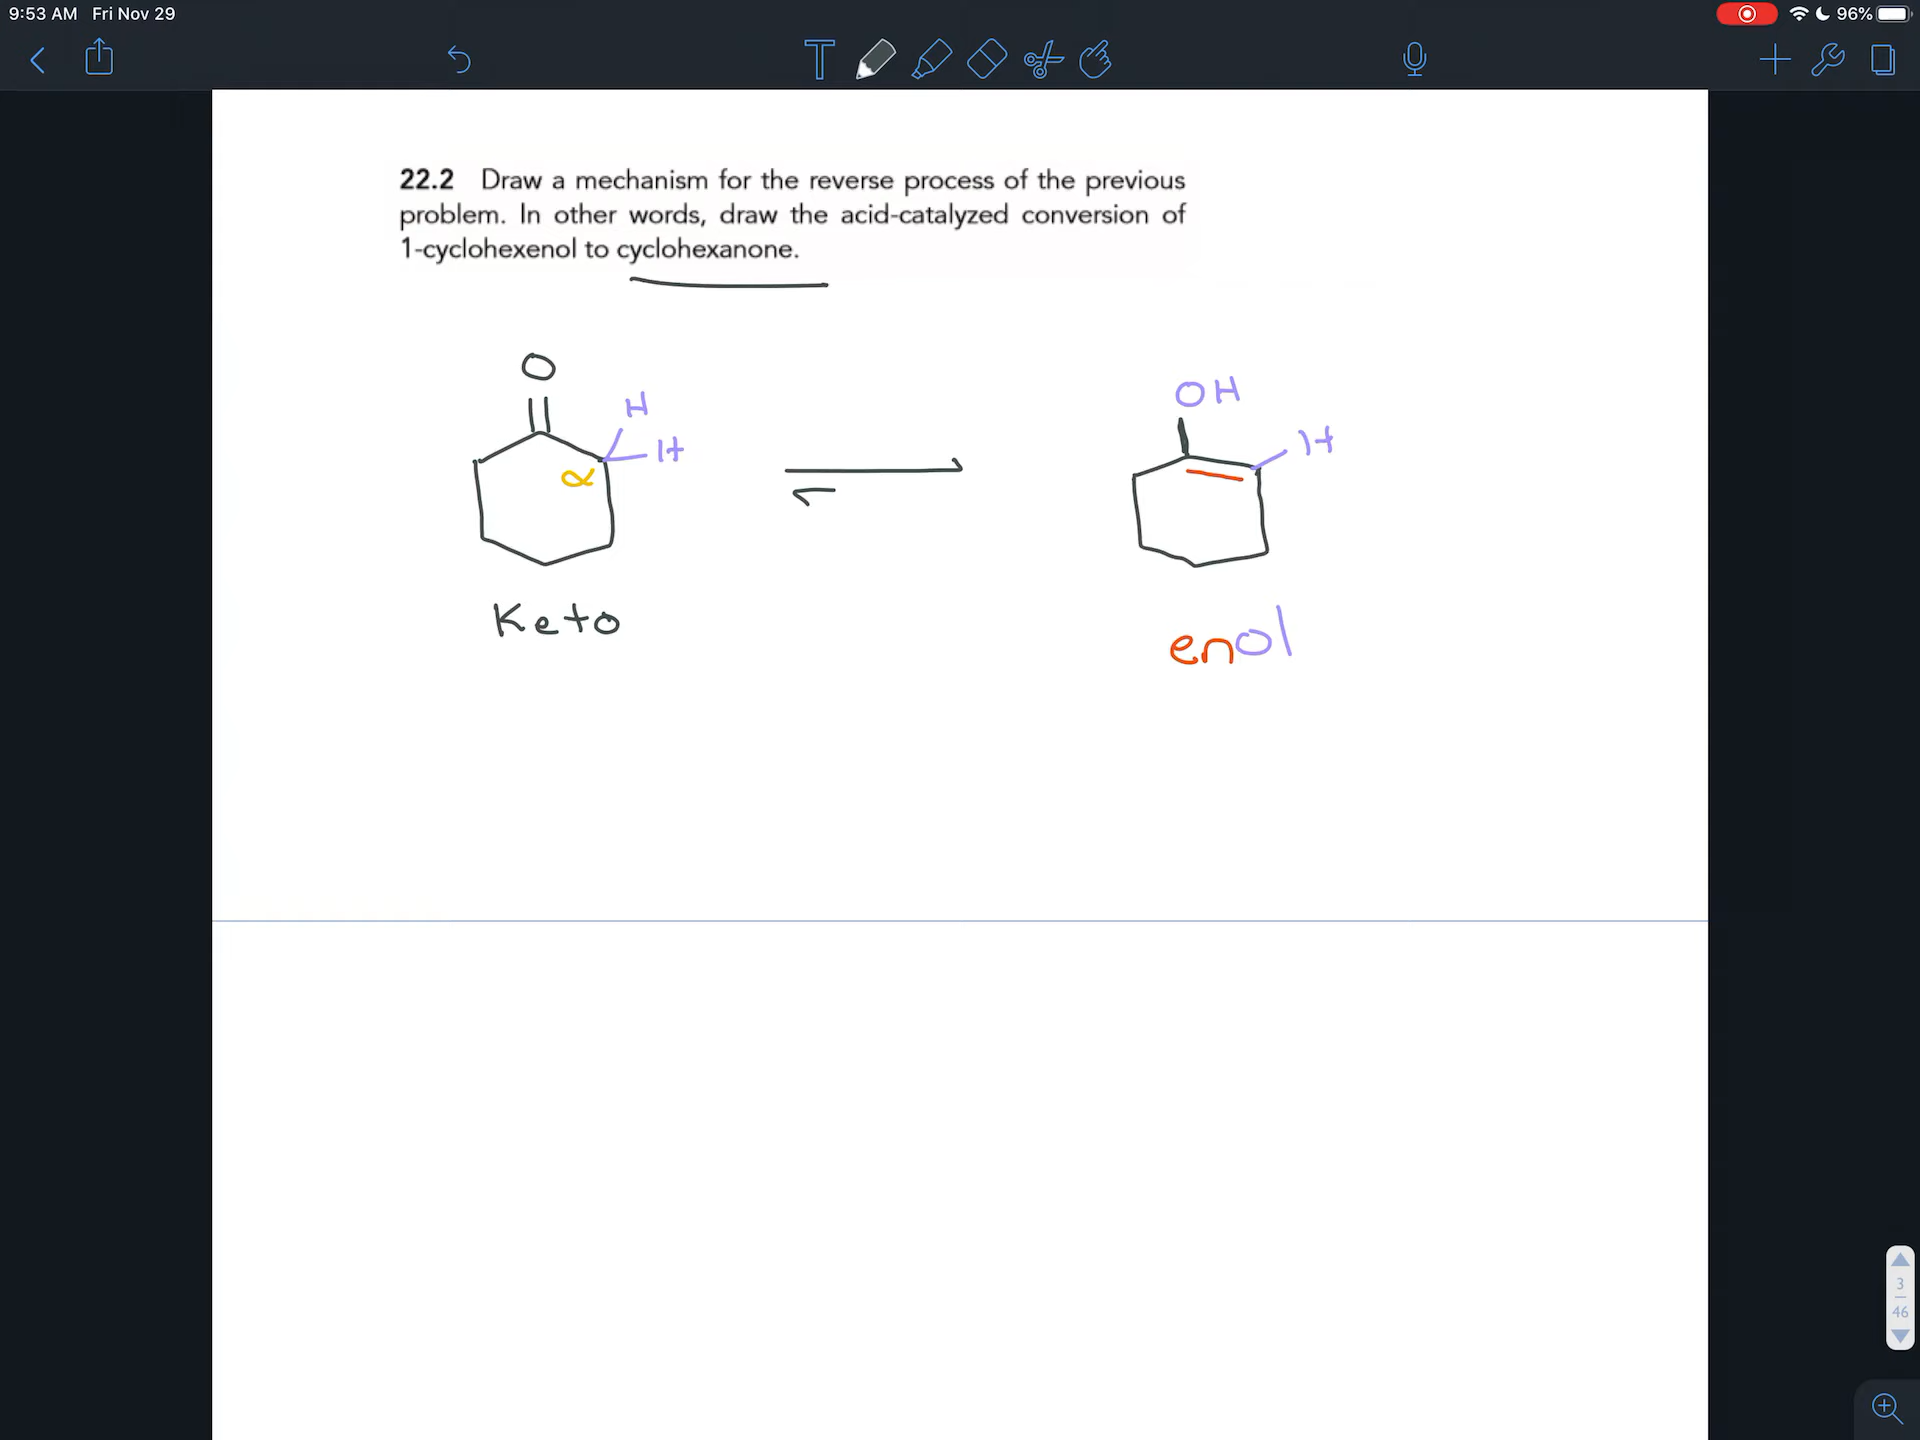 9:53 AM Fri Nov 29
96%
T
22.2 Draw a mechanism for the reverse process of the previous
problem. In other words, draw the acid-catalyzed conversion of
1-cyclohexenol to cyclohexanone.
O
H
H
α
OH
H
Keto
enol
3
46